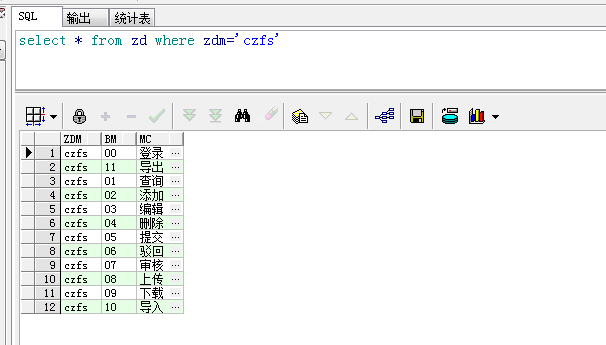 SQL 输出 统计表
select * from zd where zdm='czfs'
ZDM BM MC
1 czfs 00 登录 ...
2 czfs 11 导出 ...
3 czfs 01 查询 ...
4 czfs 02 添加 ...
5 czfs 03 编辑 ...
6 czfs 04 删除 ...
7 czfs 05 提交 ...
8 czfs 06 驳回 ...
9 czfs 07 审核 ...
10 czfs 08 上传 ...
11 czfs 09 下载 ...
12 czfs 10 导入 ...